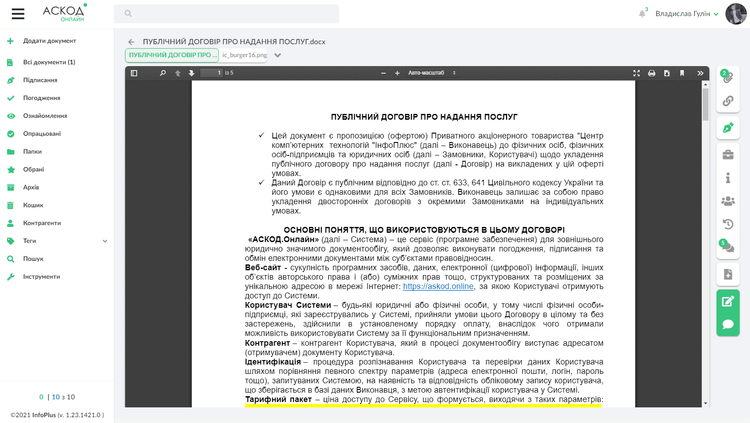 АСКОД
ОНЛАЙН
3
Владислав Гулін
Додати документ
Всі документи (1)
Підписання
Погодження
Ознайомлення
Опрацьовані
Папки
Обрані
Архів
Кошик
Контрагенти
Теги
Пошук
Інструменти
0 | 10 з 10
©2021 InfoPlus (v. 1.23.1421.0 )
ПУБЛІЧНИЙ ДОГОВІР ПРО НАДАННЯ ПОСЛУГ.docx
ПУБЛІЧНИЙ ДОГОВІР ПРО ...
ic_burger16.png
1 із 5
Авто-масштаб
ПУБЛІЧНИЙ ДОГОВІР ПРО НАДАННЯ ПОСЛУГ
✓ Цей документ є пропозицією (офертою) Приватного акціонерного товариства "Центр
комп'ютерних технологій "ІнфоПлюс" (далі – Виконавець) до фізичних осіб, фізичних
осіб-підприємців та юридичних осіб (далі – Замовники, Користувачі) щодо укладення
публічного договору про надання послуг (далі - Договір) на викладених у цій оферті
умовах.
✓ Даний Договір є публічним відповідно до ст. ст. 633, 641 Цивільного кодексу України та
його умови є однаковими для всіх Замовників. Виконавець залишає за собою право
укладення двосторонніх договорів з окремими Замовниками на індивідуальних
умовах.
ОСНОВНІ ПОНЯТТЯ, ЩО ВИКОРИСТОВУЮТЬСЯ В ЦЬОМУ ДОГОВОРІ
«АСКОД.Онлайн» (далі – Система) – це сервіс (програмне забезпечення) для зовнішнього
юридично значимого документообігу, який дозволяє виконувати погодження, підписання та
обмін електронними документами між суб'єктами правовідносин.
Веб-сайт - сукупність програмних засобів, даних, електронної (цифрової) інформації, інших
об'єктів авторського права і (або) суміжних прав тощо, структурованих та розміщених за
унікальною адресою в мережі Інтернет: https://askod.online, за якою Користувачі отримують
доступ до Системи.
Користувач Системи – будь-які юридичні або фізичні особи, у тому числі фізичні особи-
підприємці, які зареєструвались у Системі, прийняли умови цього Договору в цілому та без
застережень, здійснили в установленому порядку оплату, внаслідок чого отримали
можливість використовувати Систему за її функціональним призначенням.
Контрагент – контрагент Користувача, який в процесі документообігу виступає адресатом
(отримувачем) документу Користувача.
Ідентифікація – процедура розпізнавання Користувача та перевірки даних Користувача
шляхом порівняння певного спектру параметрів (адреса електронної пошти, логін, пароль
тощо), запитуваних Системою, на наявність та відповідність обліковому запису користувача,
що зберігається в базі даних Виконавця, з метою автентифікації користувача у Системі.
Тарифний пакет – ціна доступу до Сервісу, що формується, виходячи з таких параметрів:
2
5